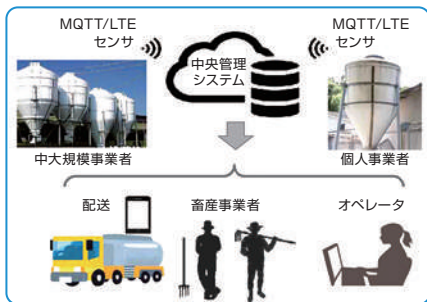 MQTT/LTE
センサ
中央管理
システム
MQTT/LTE
センサ
中大規模事業者
個人事業者
配送
畜産事業者
オペレータ